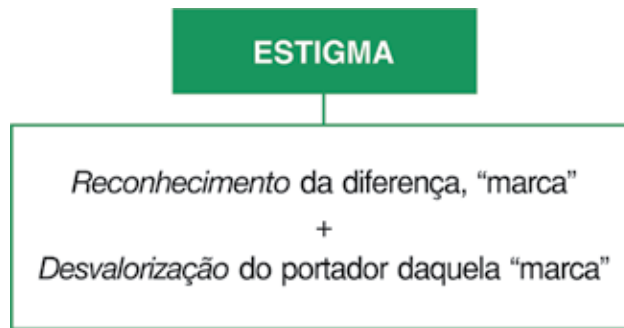 ESTIGMA
Reconhecimento da diferença, “marca”
+
Desvalorização do portador daquela “marca”